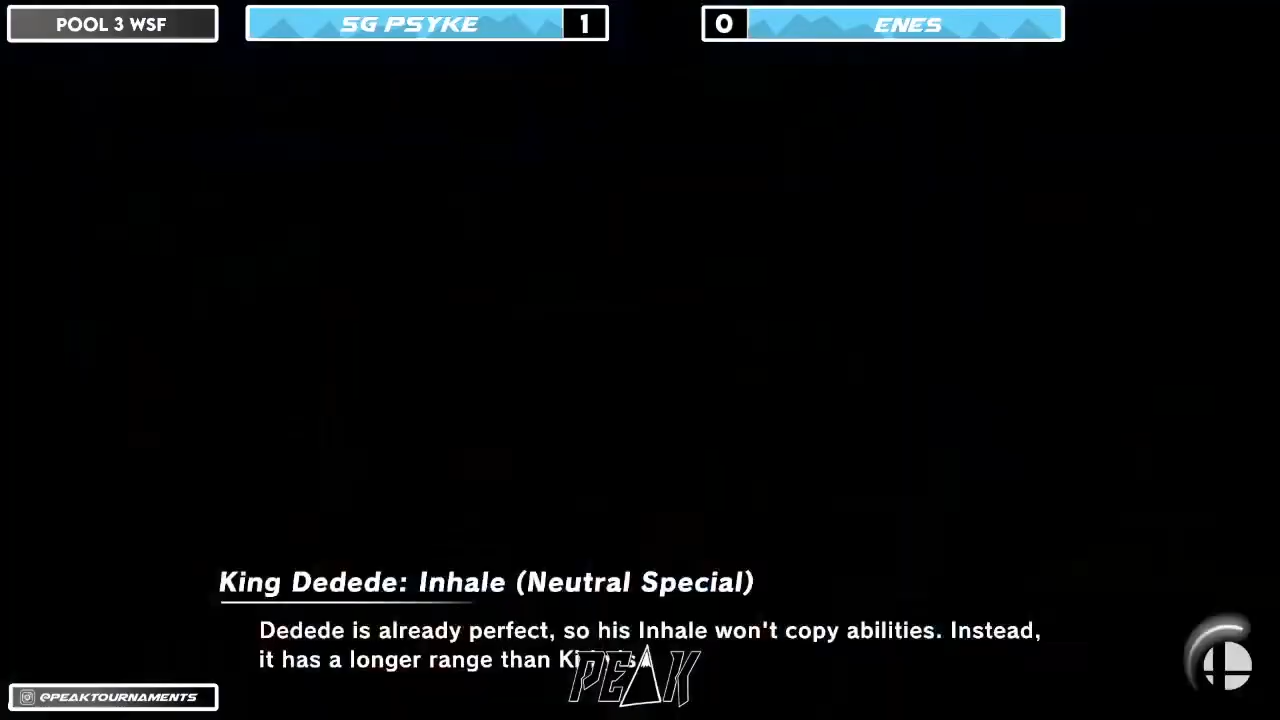 POOL 3 WSF
SG PSYKE 1
0 ENES
King Dedede: Inhale (Neutral Special)
Dedede is already perfect, so his Inhale won't copy abilities. Instead,
it has a longer range than
PEAK
@PEAKTOURNAMENTS